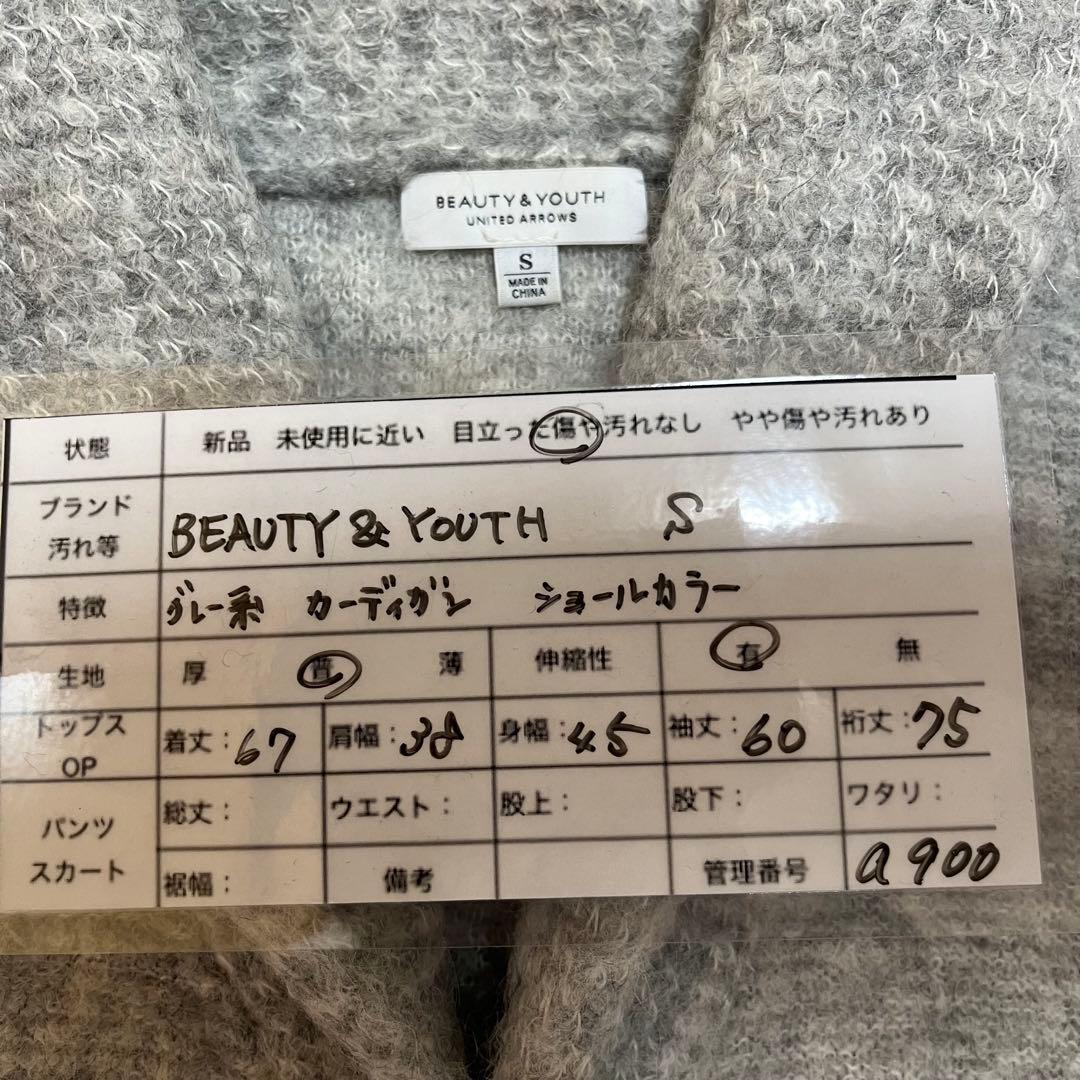 BEAUTY & YOUTH
UNITED ARROWS
S
MADE IN
CHINA
状態 新品 未使用に近い 目立った傷や汚れなし やや傷や汚れあり
ブランド
汚れ等 BEAUTY & YOUTH S
特徴 グレー系 カーディガン ショールカラー
生地 厚 普 薄 伸縮性 有 無
トップス
OP 着丈:67 肩幅:38 身幅:45 袖丈:60 裄丈:75
パンツ
スカート 総丈: ウエスト: 股上: 股下: ワタリ:
裾幅: 備考 管理番号 a900